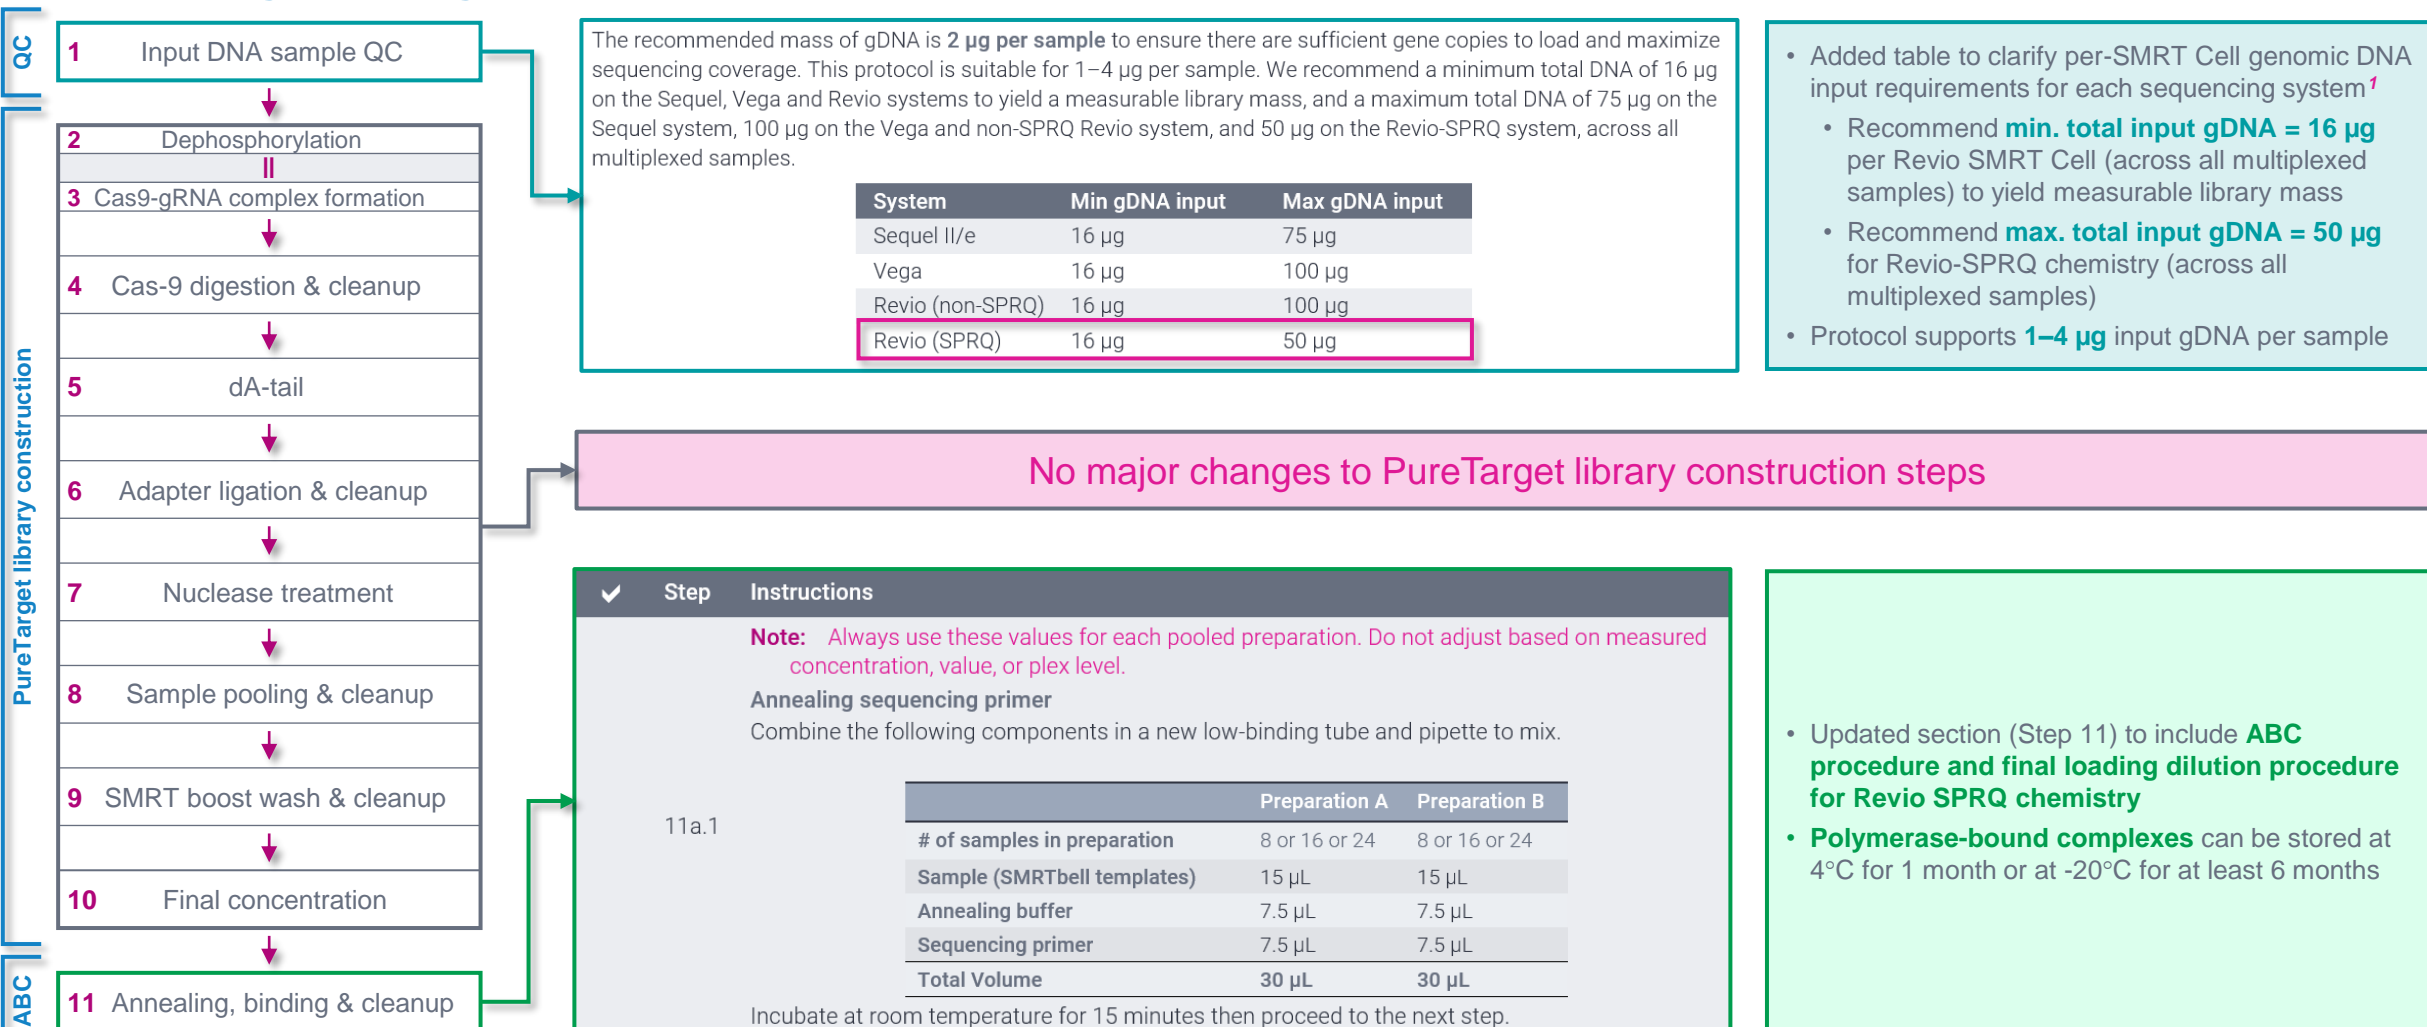 QC
1 Input DNA sample QC
PureTarget library construction
2 Dephosphorylation
3 Cas9-gRNA complex formation
4 Cas-9 digestion & cleanup
5 dA-tail
6 Adapter ligation & cleanup
7 Nuclease treatment
8 Sample pooling & cleanup
9 SMRT boost wash & cleanup
10 Final concentration
ABC
11 Annealing, binding & cleanup
The recommended mass of gDNA is 2 µg per sample to ensure there are sufficient gene copies to load and maximize
sequencing coverage. This protocol is suitable for 1–4 µg per sample. We recommend a minimum total DNA of 16 µg
on the Sequel, Vega and Revio systems to yield a measurable library mass, and a maximum total DNA of 75 µg on the
Sequel system, 100 µg on the Vega and non-SPRQ Revio system, and 50 µg on the Revio-SPRQ system, across all
multiplexed samples.
System Min gDNA input Max gDNA input
Sequel II/e 16 µg 75 µg
Vega 16 µg 100 µg
Revio (non-SPRQ) 16 µg 100 µg
Revio (SPRQ) 16 µg 50 µg
• Added table to clarify per-SMRT Cell genomic DNA
input requirements for each sequencing system1
• Recommend min. total input gDNA = 16 µg
per Revio SMRT Cell (across all multiplexed
samples) to yield measurable library mass
• Recommend max. total input gDNA = 50 µg
for Revio-SPRQ chemistry (across all
multiplexed samples)
• Protocol supports 1–4 µg input gDNA per sample
No major changes to PureTarget library construction steps
✓ Step Instructions
Note: Always use these values for each pooled preparation. Do not adjust based on measured
concentration, value, or plex level.
Annealing sequencing primer
Combine the following components in a new low-binding tube and pipette to mix.
11a.1
Preparation A Preparation B
# of samples in preparation 8 or 16 or 24 8 or 16 or 24
Sample (SMRTbell templates) 15 µL 15 µL
Annealing buffer 7.5 µL 7.5 µL
Sequencing primer 7.5 µL 7.5 µL
Total Volume 30 µL 30 µL
Incubate at room temperature for 15 minutes then proceed to the next step.
• Updated section (Step 11) to include ABC
procedure and final loading dilution procedure
for Revio SPRQ chemistry
• Polymerase-bound complexes can be stored at
4°C for 1 month or at -20°C for at least 6 months